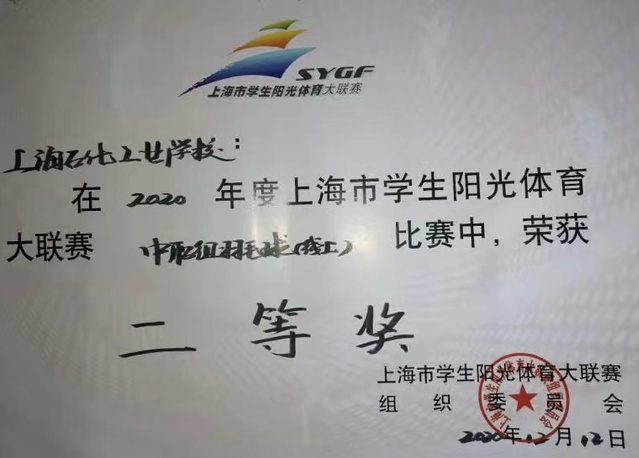 SYGF
上海市学生阳光体育大联赛
上海石化工业学校：
在 2020 年度上海市学生阳光体育
大联赛 中职组羽毛球(线上) 比赛中，荣获
二等奖
上海市学生阳光体育大联赛
组织委员会
2020年12月12日